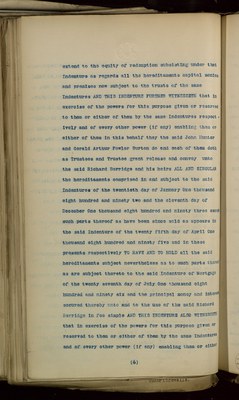 extend to the equity of redemption subsisting under that
Indenture as regards all the hereditaments capital money
and premises now subject to the trusts of the same
Indentures AND THIS INDENTURE FURTHER WITNESSETH that in
exercise of the powers for this purpose given or reserved
to them or either of them by the same Indentures respect-
ively and of every other power (if any) enabling them or
either of them in this behalf they the said John Hunter
and Gerald Arthur Fowler Burton do and each of them doth
as Trustees and Trustee grant release and convey unto
the said Richard Norridge and his heirs ALL AND SINGULAR
the hereditaments comprised in and subject to the said
Indentures of the twentieth day of January One thousand
eight hundred and ninety two and the eleventh day of
December One thousand eight hundred and ninety three save
such parts thereof as have been since sold as appears by
the said Indenture of the twenty first day of April One
thousand eight hundred and ninety five and in these
presents respectively TO HAVE AND TO HOLD all the said
hereditaments subject nevertheless as to such parts
as are subject thereto to the said Indenture of Mortgage
of the twenty seventh day of July One thousand eight
hundred and ninety six and the principal money and interest
secured thereby unto and to the use of the said Richard
Norridge in fee simple AND THIS INDENTURE ALSO WITNESSETH
that in exercise of the powers for this purpose given or
reserved to them or either of them by the same Indentures
and of every other power (if any) enabling them or either